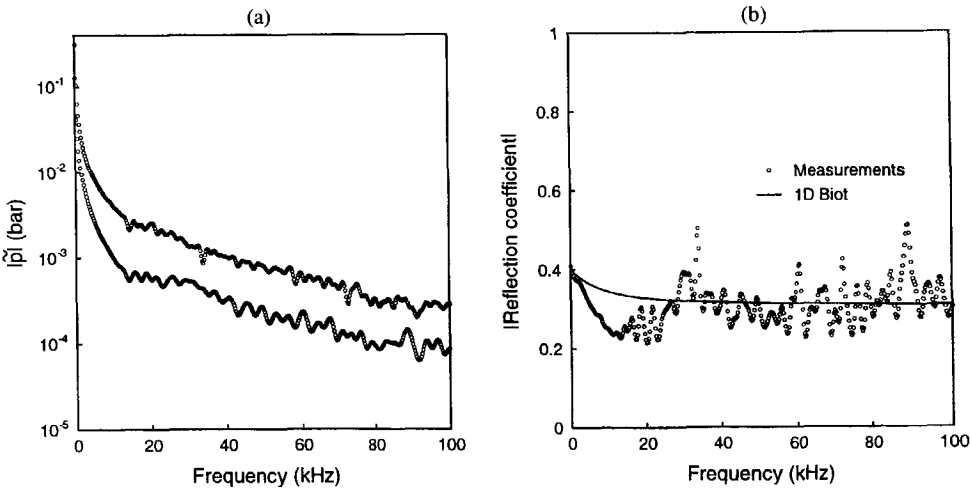 (a)
10⁻¹
10⁻²
10⁻³
10⁻⁴
10⁻⁵
|p̃| (bar)
0 20 40 60 80 100
Frequency (kHz)
(b)
1
0.8
0.6
0.4
0.2
0
|Reflection coefficient|
Measurements
1D Biot
0 20 40 60 80 100
Frequency (kHz)